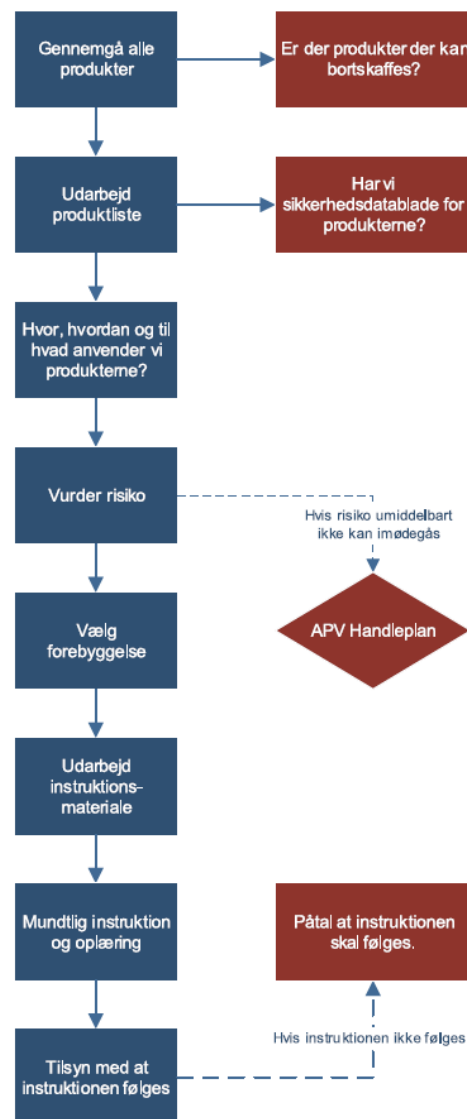 Gennemgå alle
produkter
Er der produkter der kan
bortskaffes?
Udarbejd
produktliste
Har vi
sikkerhedsdatablade for
produkterne?
Hvor, hvordan og til
hvad anvender vi
produkterne?
Vurder risiko
Hvis risiko umiddelbart
ikke kan imødegås
APV Handleplan
Vælg
forebyggelse
Udarbejd
instruktions-
materiale
Mundtlig instruktion
og oplæring
Påtal at instruktionen
skal følges.
Hvis instruktionen ikke følges
Tilsyn med at
instruktionen følges